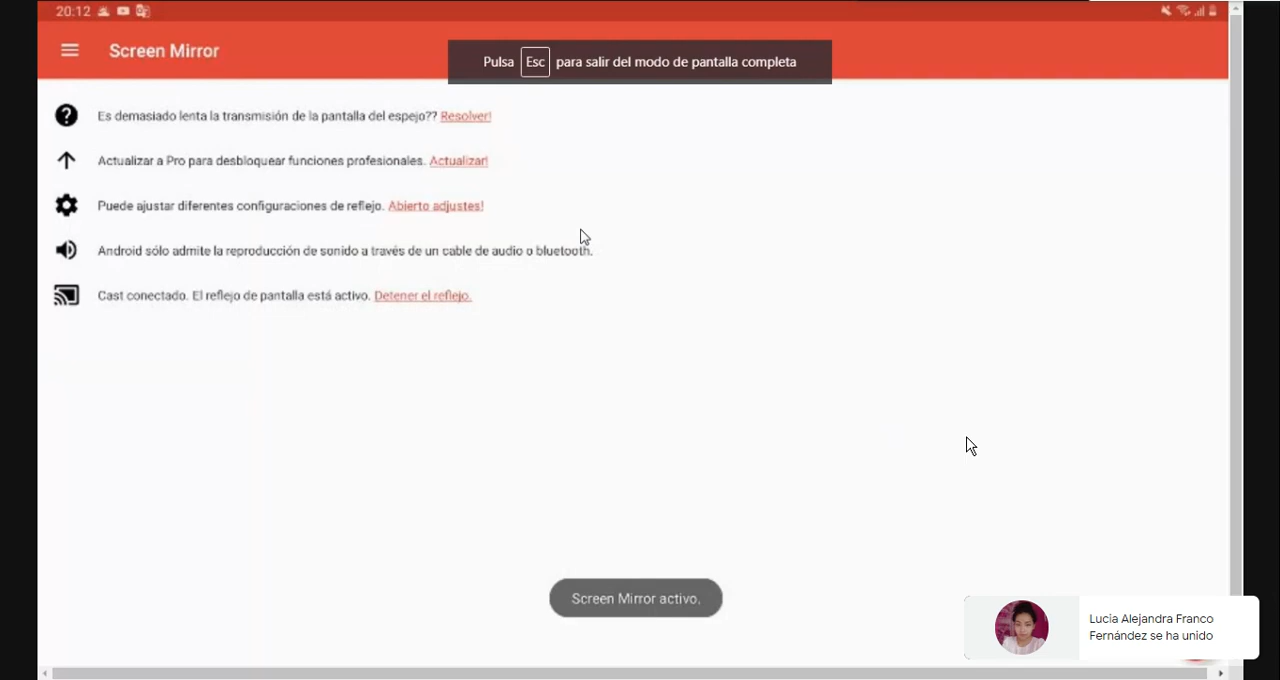 20:12
Screen Mirror
Pulsa Esc para salir del modo de pantalla completa
Es demasiado lenta la transmisión de la pantalla del espejo?? Resolver!
Actualizar a Pro para desbloquear funciones profesionales. Actualizar!
Puede ajustar diferentes configuraciones de reflejo. Abierto adjustes!
Android sólo admite la reproducción de sonido a través de un cable de audio o bluetooth.
Cast conectado. El reflejo de pantalla está activo. Detener el reflejo.
Screen Mirror activo.
Lucia Alejandra Franco
Fernández se ha unido